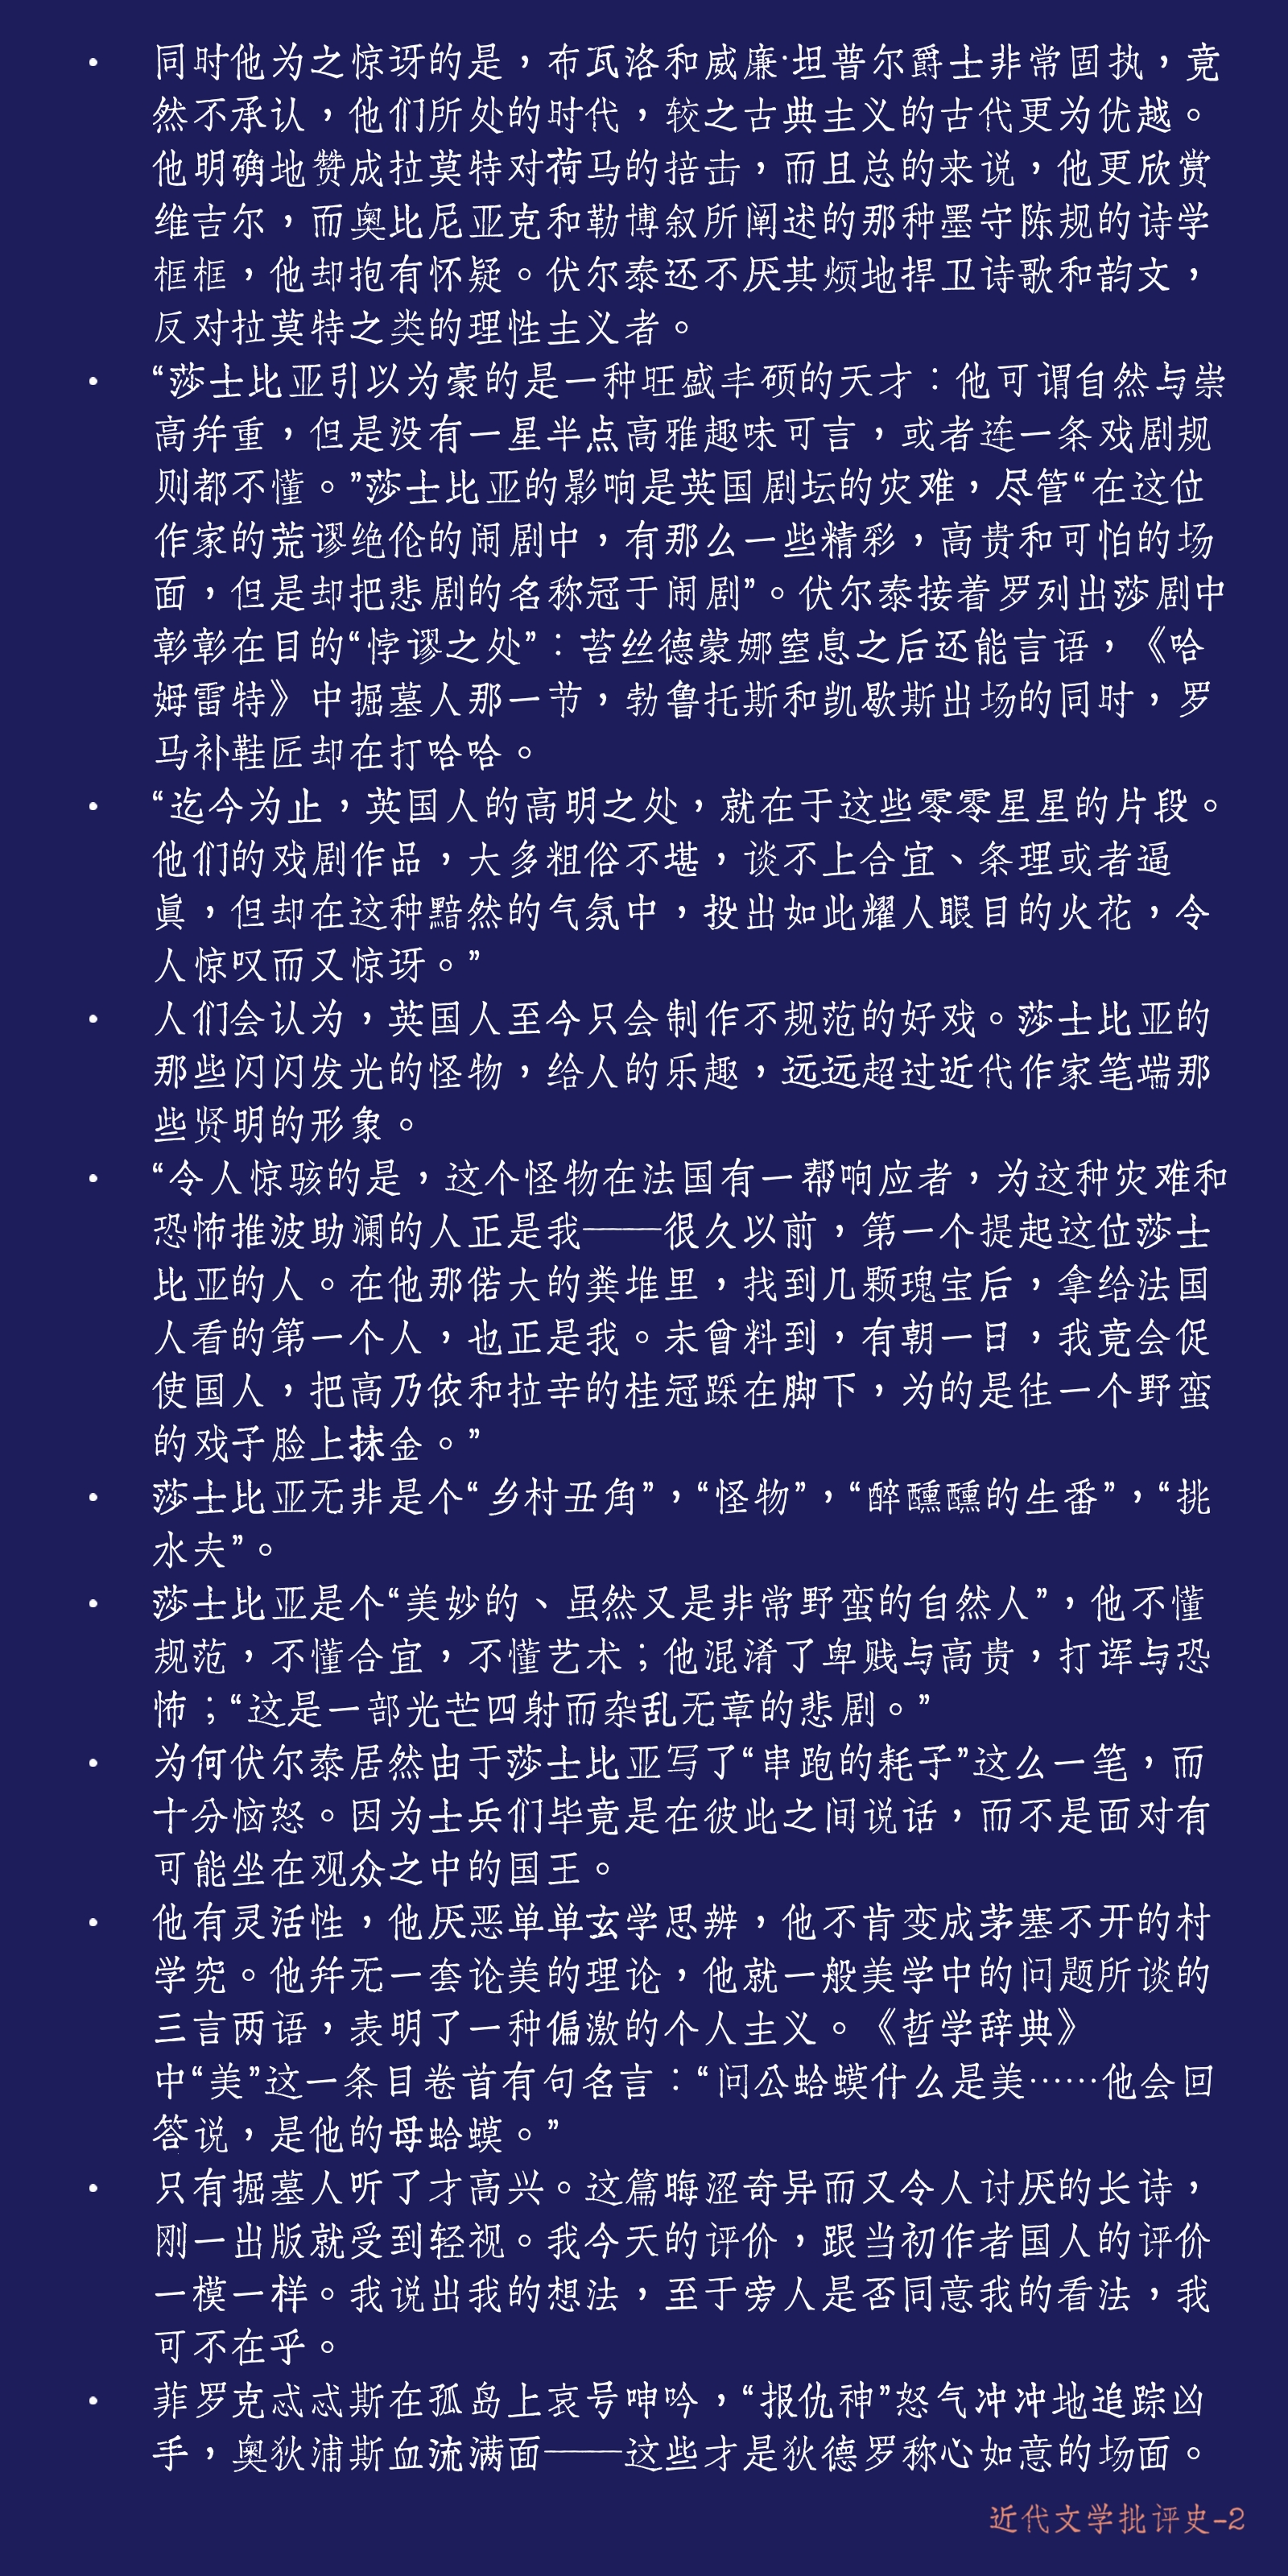 • 同时他为之惊讶的是，布瓦洛和威廉·坦普尔爵士非常固执，竟
然不承认，他们所处的时代，较之古典主义的古代更为优越。
他明确地赞成拉莫特对荷马的掊击，而且总的来说，他更欣赏
维吉尔，而奥比尼亚克和勒博叙所阐述的那种墨守陈规的诗学
框框，他却抱有怀疑。伏尔泰还不厌其烦地捍卫诗歌和韵文，
反对拉莫特之类的理性主义者。
• “莎士比亚引以为豪的是一种旺盛丰硕的天才：他可谓自然与崇
高幷重，但是没有一星半点高雅趣味可言，或者连一条戏剧规
则都不懂。”莎士比亚的影响是英国剧坛的灾难，尽管“在这位
作家的荒谬绝伦的闹剧中，有那么一些精彩，高贵和可怕的场
面，但是却把悲剧的名称冠于闹剧”。伏尔泰接着罗列出莎剧中
彰彰在目的“悖谬之处”：苔丝德蒙娜窒息之后还能言语，《哈
姆雷特》中掘墓人那一节，勃鲁托斯和凯歇斯出场的同时，罗
马补鞋匠却在打哈哈。
• “迄今为止，英国人的高明之处，就在于这些零零星星的片段。
他们的戏剧作品，大多粗俗不堪，谈不上合宜、条理或者逼
眞，但却在这种黯然的气氛中，投出如此耀人眼目的火花，令
人惊叹而又惊讶。”
• 人们会认为，英国人至今只会制作不规范的好戏。莎士比亚的
那些闪闪发光的怪物，给人的乐趣，远远超过近代作家笔端那
些贤明的形象。
• “令人惊骇的是，这个怪物在法国有一帮响应者，为这种灾难和
恐怖推波助澜的人正是我——很久以前，第一个提起这位莎士
比亚的人。在他那偌大的粪堆里，找到几颗瑰宝后，拿给法国
人看的第一个人，也正是我。未曾料到，有朝一日，我竟会促
使国人，把高乃依和拉辛的桂冠踩在脚下，为的是往一个野蛮
的戏子脸上抹金。”
• 莎士比亚无非是个“乡村丑角”，“怪物”，“醉醺醺的生番”，“挑
水夫”。
• 莎士比亚是个“美妙的、虽然又是非常野蛮的自然人”，他不懂
规范，不懂合宜，不懂艺术；他混淆了卑贱与高贵，打诨与恐
怖；“这是一部光芒四射而杂乱无章的悲剧。”
• 为何伏尔泰居然由于莎士比亚写了“串跑的耗子”这么一笔，而
十分恼怒。因为士兵们毕竟是在彼此之间说话，而不是面对有
可能坐在观众之中的国王。
• 他有灵活性，他厌恶单单玄学思辨，他不肯变成茅塞不开的村
学究。他幷无一套论美的理论，他就一般美学中的问题所谈的
三言两语，表明了一种偏激的个人主义。《哲学辞典》
中“美”这一条目卷首有句名言：“问公蛤蟆什么是美……他会回
答说，是他的母蛤蟆。”
• 只有掘墓人听了才高兴。这篇晦涩奇异而又令人讨厌的长诗，
刚一出版就受到轻视。我今天的评价，跟当初作者国人的评价
一模一样。我说出我的想法，至于旁人是否同意我的看法，我
可不在乎。
• 菲罗克忒忒斯在孤岛上哀号呻吟，“报仇神”怒气冲冲地追踪凶
手，奥狄浦斯血流满面——这些才是狄德罗称心如意的场面。
近代文学批评史-2